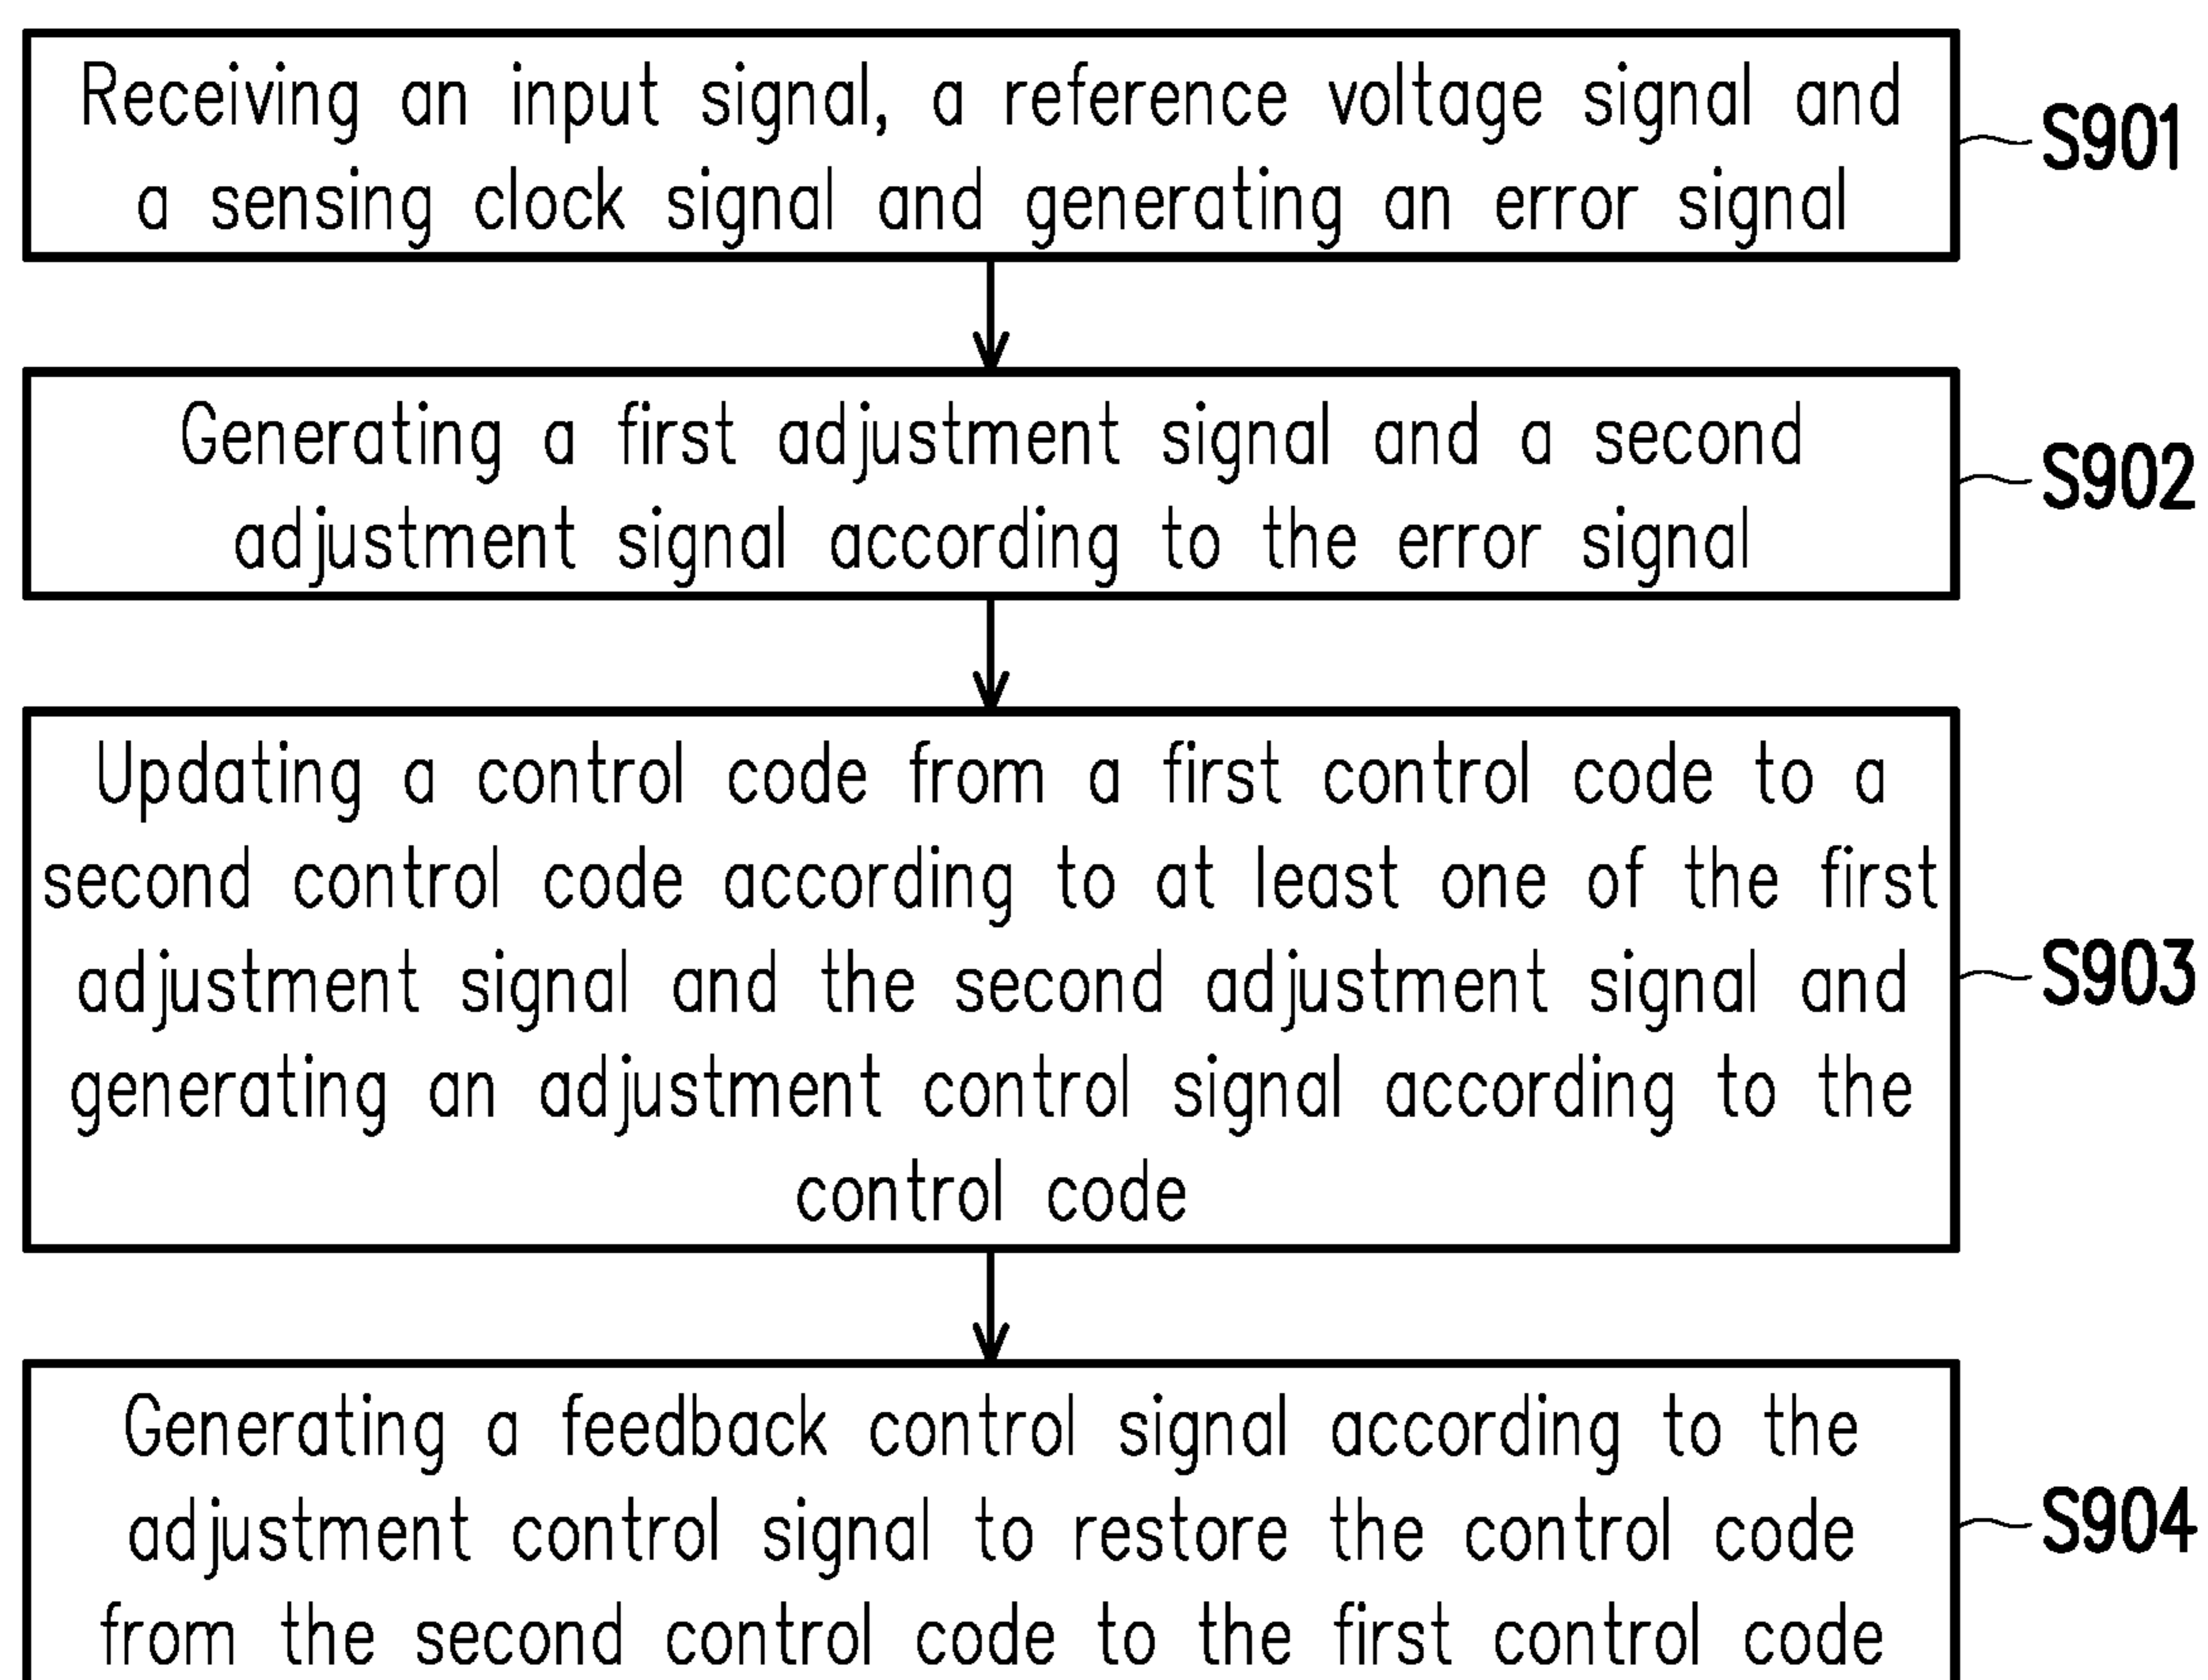 Receiving an input signal, a reference voltage signal and
a sensing clock signal and generating an error signal
S901
Generating a first adjustment signal and a second
adjustment signal according to the error signal
S902
Updating a control code from a first control code to a
second control code according to at least one of the first
adjustment signal and the second adjustment signal and
generating an adjustment control signal according to the
control code
S903
Generating a feedback control signal according to the
adjustment control signal to restore the control code
from the second control code to the first control code
S904